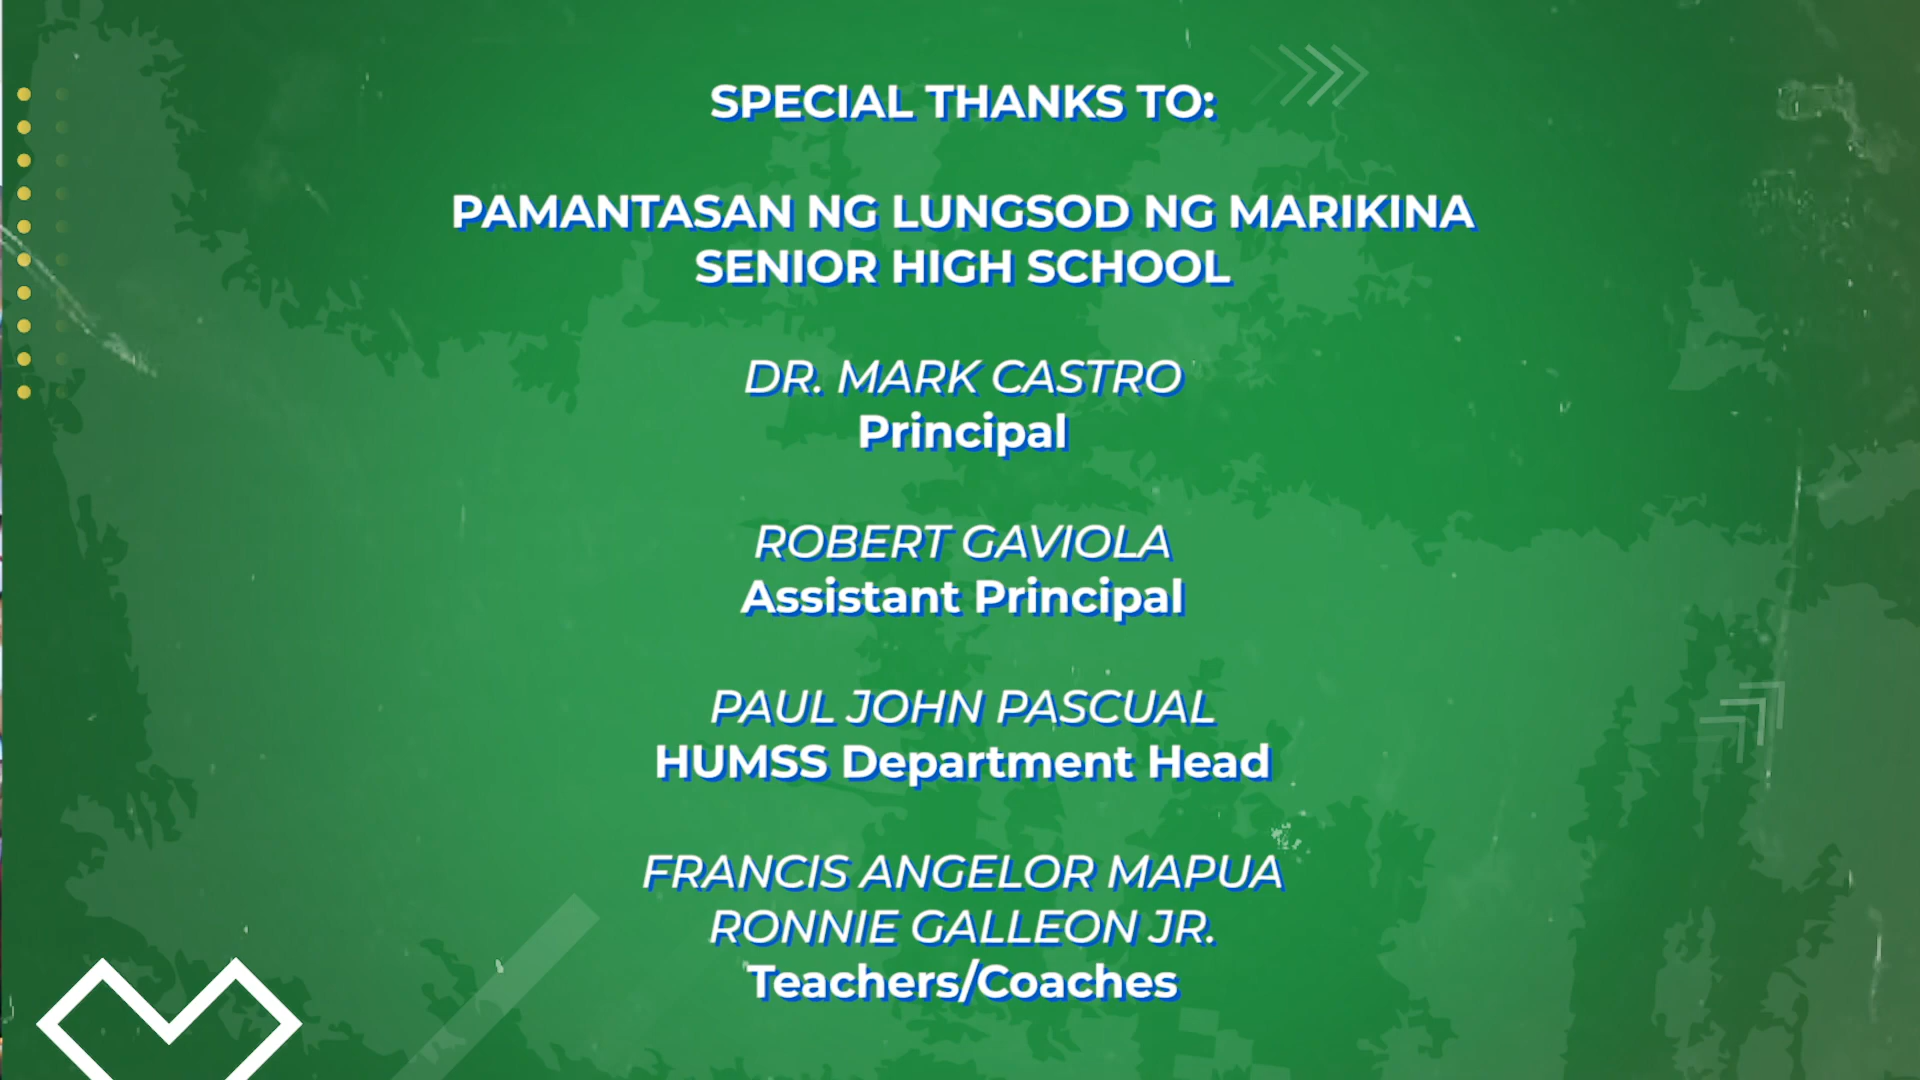 SPECIAL THANKS TO:
PAMANTASAN NG LUNGSOD NG MARIKINA
SENIOR HIGH SCHOOL
DR. MARK CASTRO
Principal
ROBERT GAVIOLA
Assistant Principal
PAUL JOHN PASCUAL
HUMSS Department Head
FRANCIS ANGELOR MAPUA
RONNIE GALLEON JR.
Teachers/Coaches